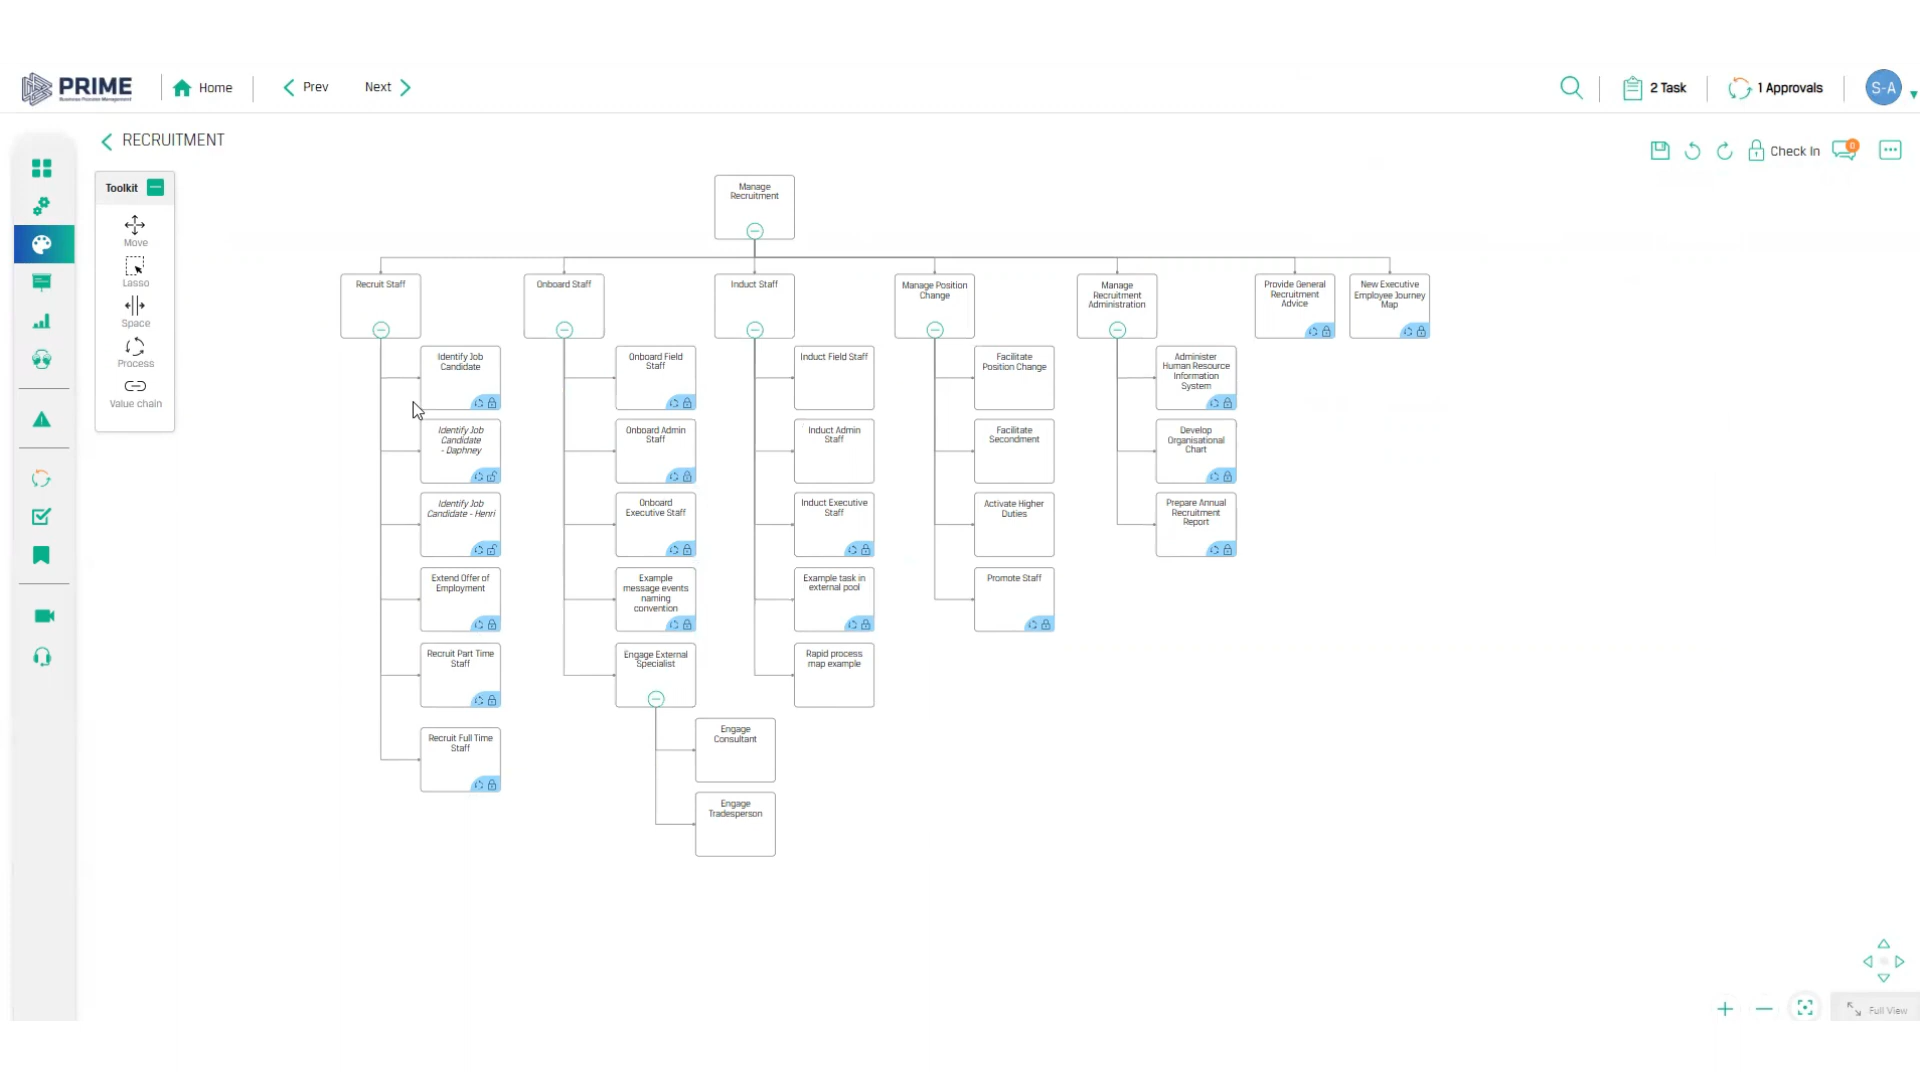 PRIME
Business Process Management
Home
Prev
Next
2 Task
1 Approvals
S-A
RECRUITMENT
Check In
0
Toolkit
Move
Lasso
Space
Process
Value chain
Manage
Recruitment
Recruit Staff
Onboard Staff
Induct Staff
Manage Position
Change
Manage
Recruitment
Administration
Provide General
Recruitment
Advice
New Executive
Employee Journey
Map
Identify Job
Candidate
Identify Job
Candidate
- Daphney
Identify Job
Candidate - Henri
Extend Offer of
Employment
Recruit Part Time
Staff
Recruit Full Time
Staff
Onboard Field
Staff
Onboard Admin
Staff
Onboard
Executive Staff
Example
message events
naming
convention
Engage External
Specialist
Engage
Consultant
Engage
Tradesperson
Induct Field Staff
Induct Admin
Staff
Induct Executive
Staff
Example task in
external pool
Rapid process
map example
Facilitate
Position Change
Facilitate
Secondment
Activate Higher
Duties
Promote Staff
Administer
Human Resource
Information
System
Develop
Organisational
Chart
Prepare Annual
Recruitment
Report
Full View